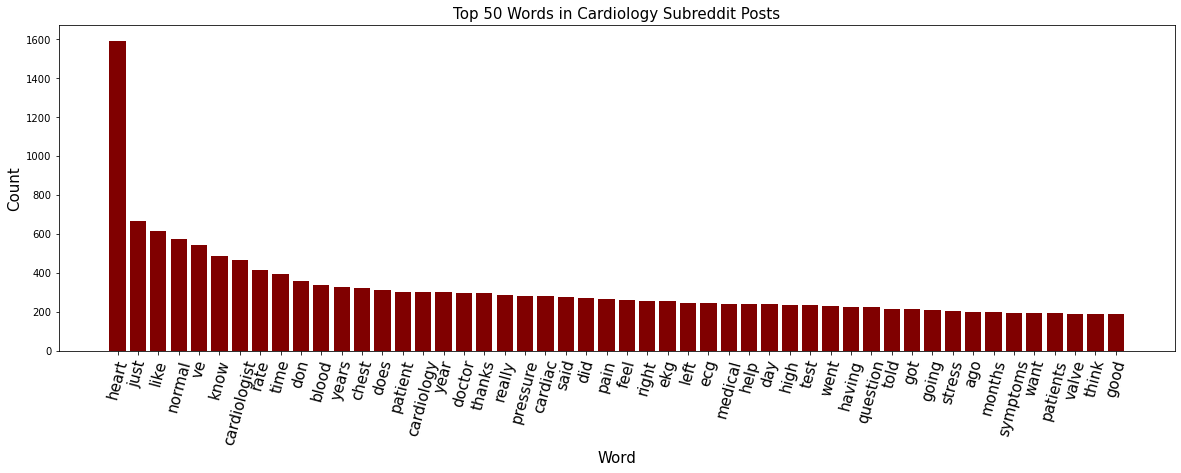 Top 50 Words in Cardiology Subreddit Posts
Count
1600
1400
1200
1000
800
600
400
200
0
heart
just
like
normal
ve
know
cardiologist
rate
time
don
blood
years
chest
does
patient
cardiology
year
doctor
thanks
really
pressure
cardiac
said
did
pain
feel
right
ekg
left
ecg
medical
help
day
high
test
went
having
question
told
got
going
stress
ago
months
symptoms
want
patients
valve
think
good
Word